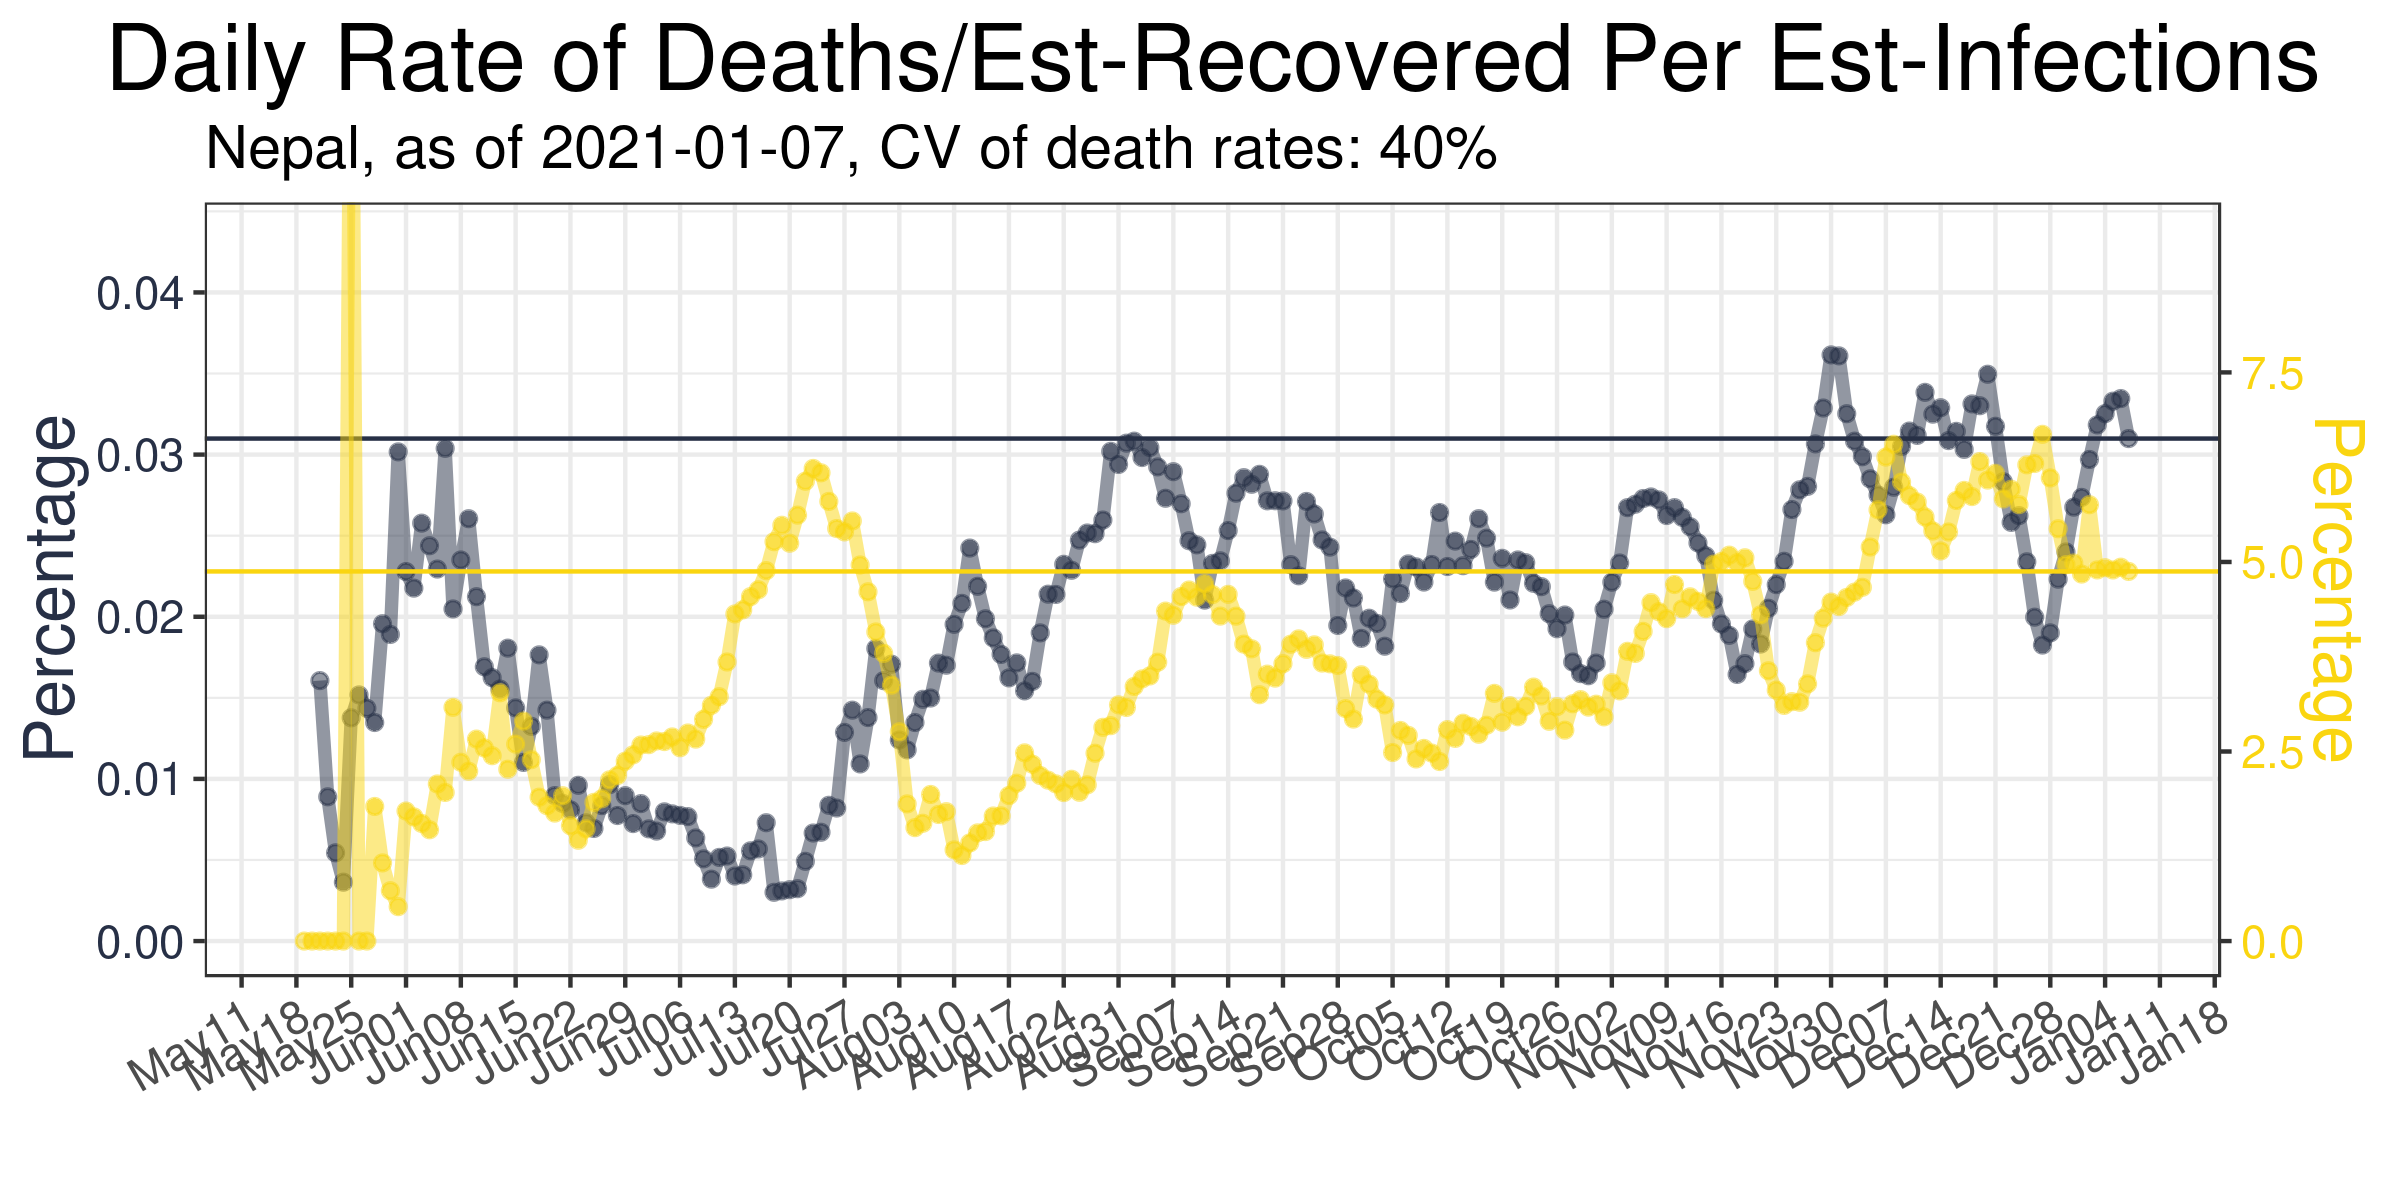 Daily Rate of Deaths/Est-Recovered Per Est-Infections
Nepal, as of 2021-01-07, CV of death rates: 40%
Percentage
0.04
0.03
0.02
0.01
0.00
7.5
5.0
2.5
0.0
Percentage
May11
May18
May25
Jun01
Jun08
Jun15
Jun22
Jun29
Jul06
Jul13
Jul20
Jul27
Aug03
Aug10
Aug17
Aug24
Aug31
Sep07
Sep14
Sep21
Sep28
Oct05
Oct12
Oct19
Oct26
Nov02
Nov09
Nov16
Nov23
Nov30
Dec07
Dec14
Dec21
Dec28
Jan04
Jan11
Jan18